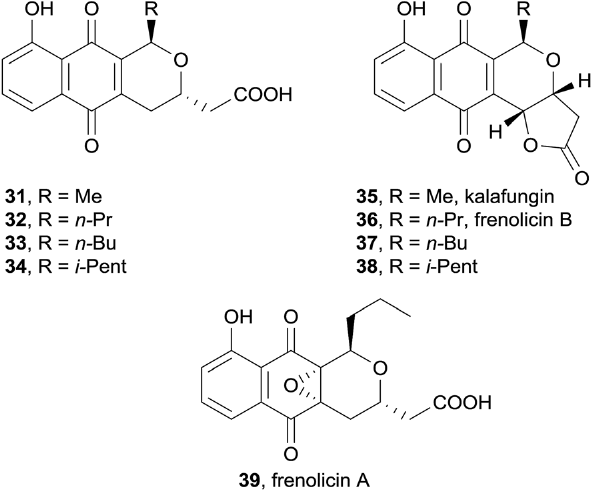 OH O R
O
COOH
O
31, R = Me
32, R = n-Pr
33, R = n-Bu
34, R = i-Pent
OH O R
O
H
H
O
O
O
35, R = Me, kalafungin
36, R = n-Pr, frenolicin B
37, R = n-Bu
38, R = i-Pent
OH O
O
O
COOH
O
39, frenolicin A